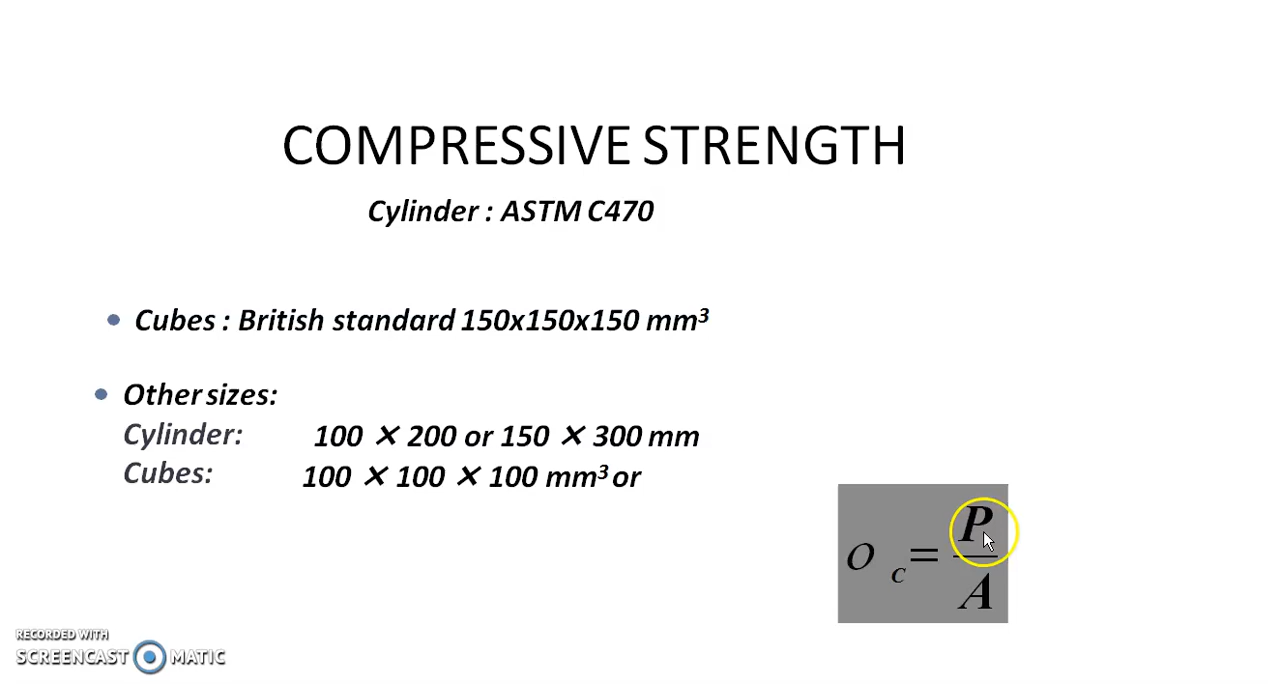 COMPRESSIVE STRENGTH
Cylinder : ASTM C470
• Cubes : British standard 150x150x150 mm³
• Other sizes:
Cylinder: 100 × 200 or 150 × 300 mm
Cubes: 100 × 100 × 100 mm³ or
O c = P / A
RECORDED WITH
SCREENCAST MATIC